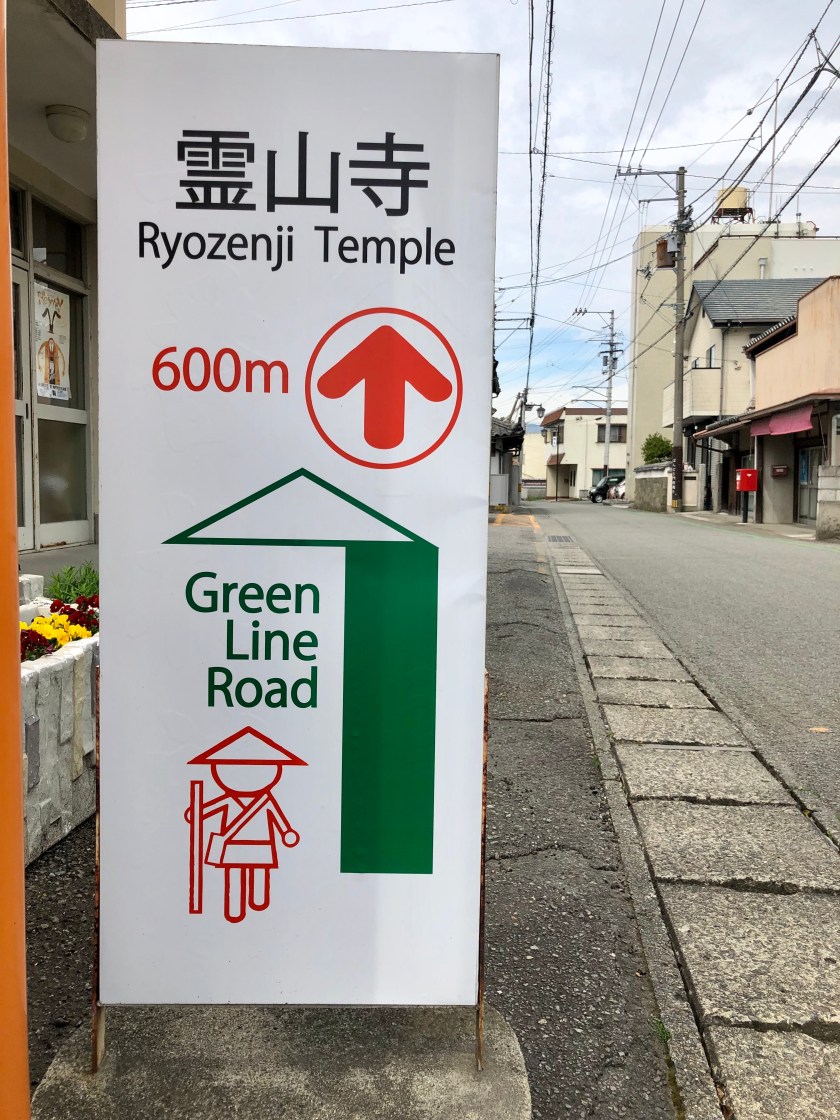 霊山寺
Ryozenji Temple
600m
Green
Line
Road